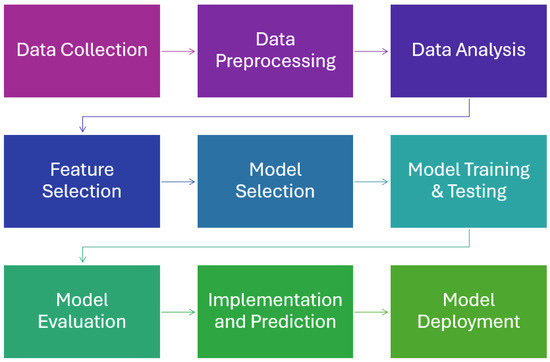 Data Collection
Data
Preprocessing
Data Analysis
Feature
Selection
Model
Selection
Model Training
& Testing
Model
Evaluation
Implementation
and Prediction
Model
Deployment